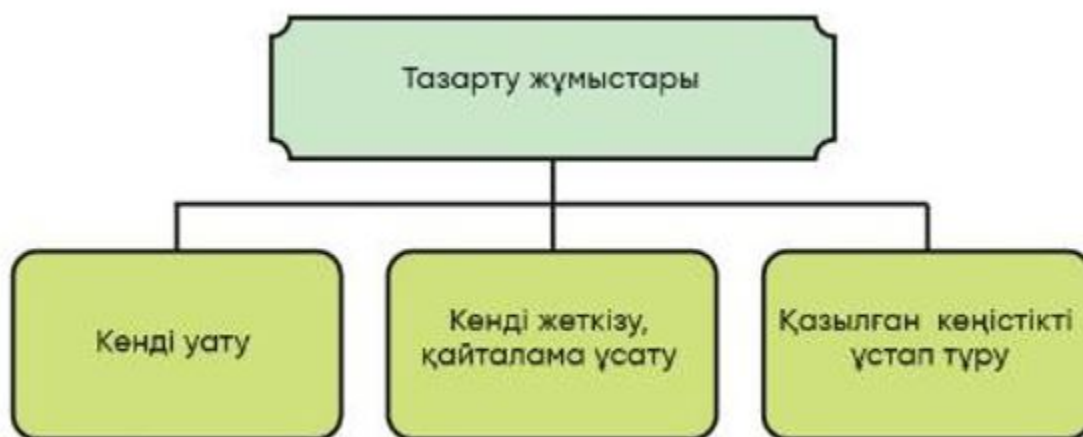 Тазарту жұмыстары
Кенді уату
Кенді жеткізу,
қайталама ұсату
Қазылған кеңістікті
ұстап тұру